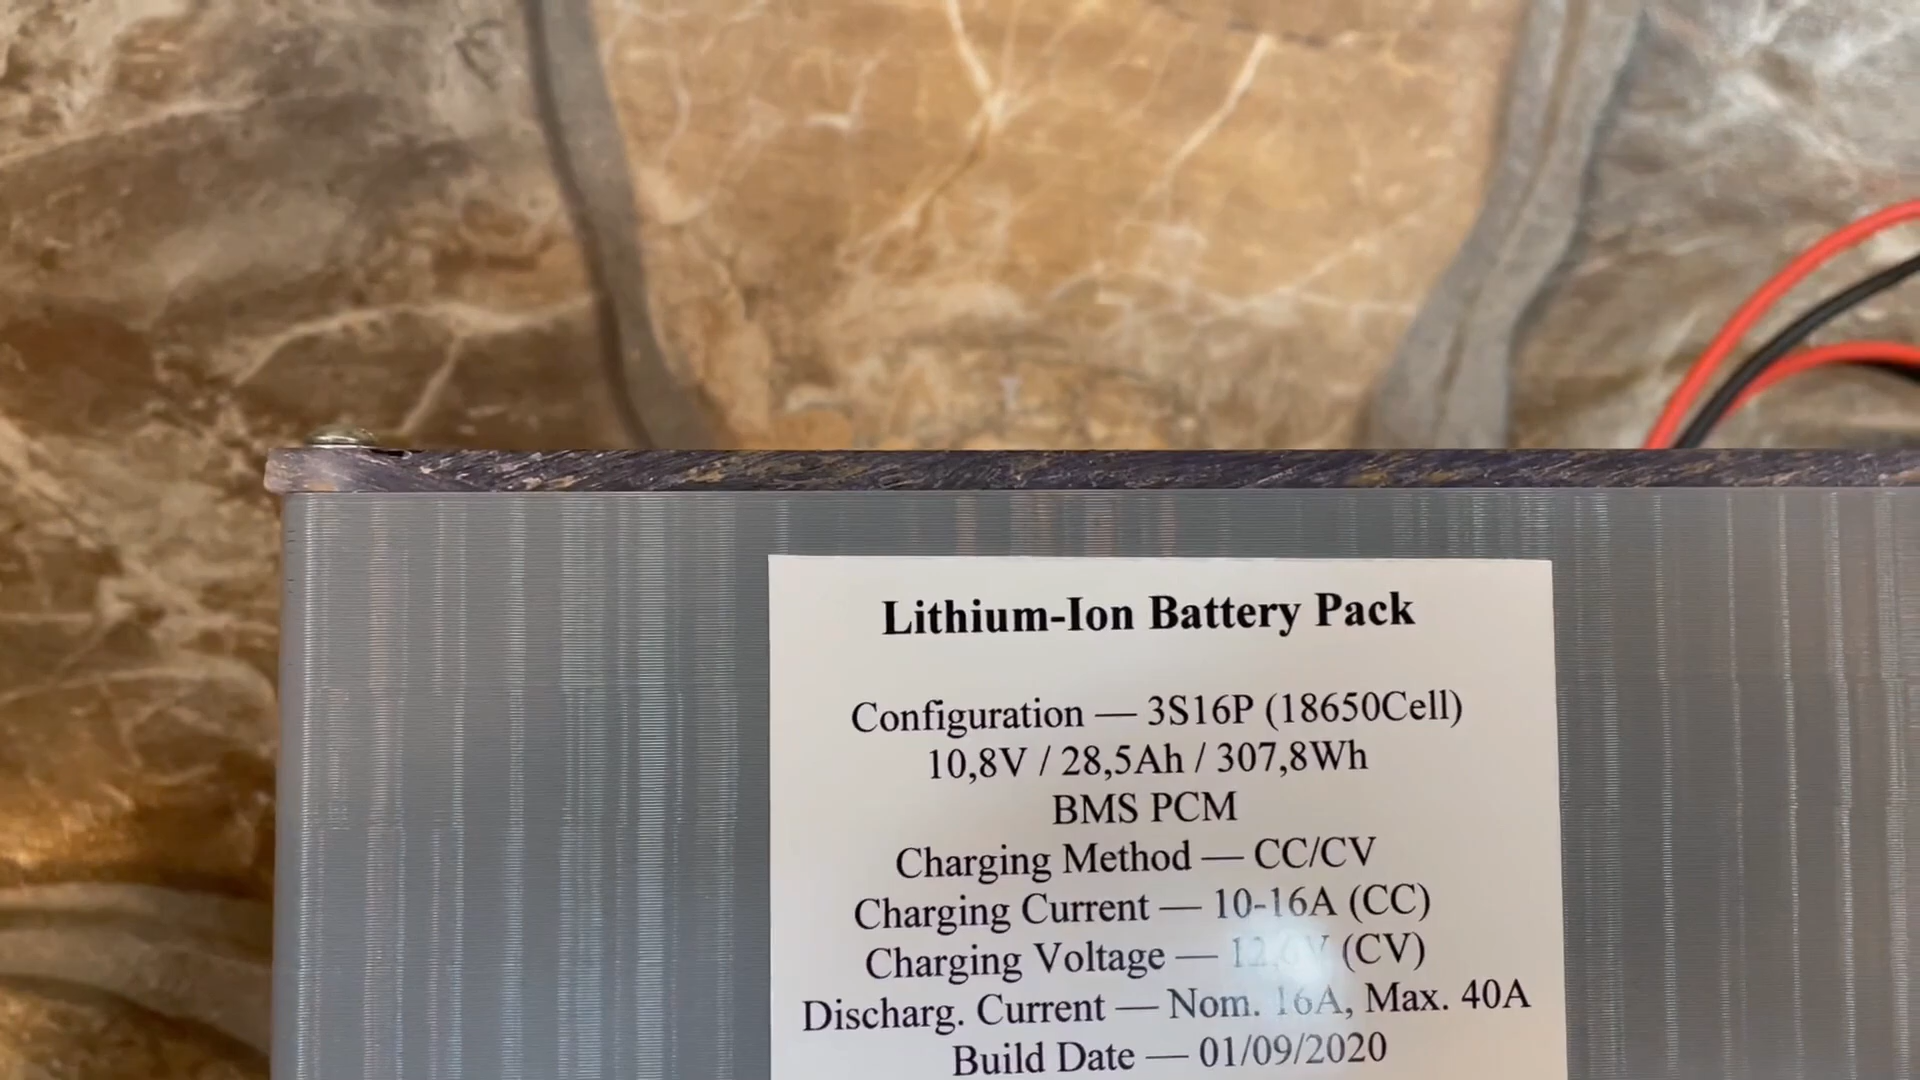 Lithium-Ion Battery Pack
Configuration — 3S16P (18650Cell)
10,8V / 28,5Ah / 307,8Wh
BMS PCM
Charging Method — CC/CV
Charging Current — 10-16A (CC)
Charging Voltage — 12,6V (CV)
Discharg. Current — Nom. 16A, Max. 40A
Build Date — 01/09/2020